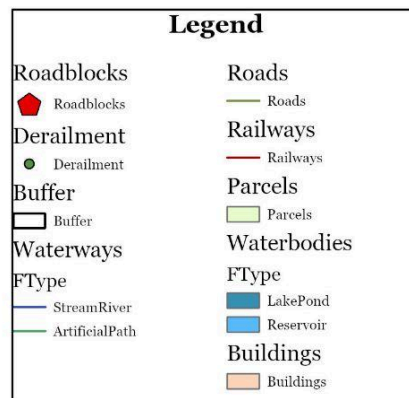 Legend
Roadblocks
Roadblocks
Derailment
Derailment
Buffer
Buffer
Waterways
FType
StreamRiver
ArtificialPath
Roads
Roads
Railways
Railways
Parcels
Parcels
Waterbodies
FType
LakePond
Reservoir
Buildings
Buildings